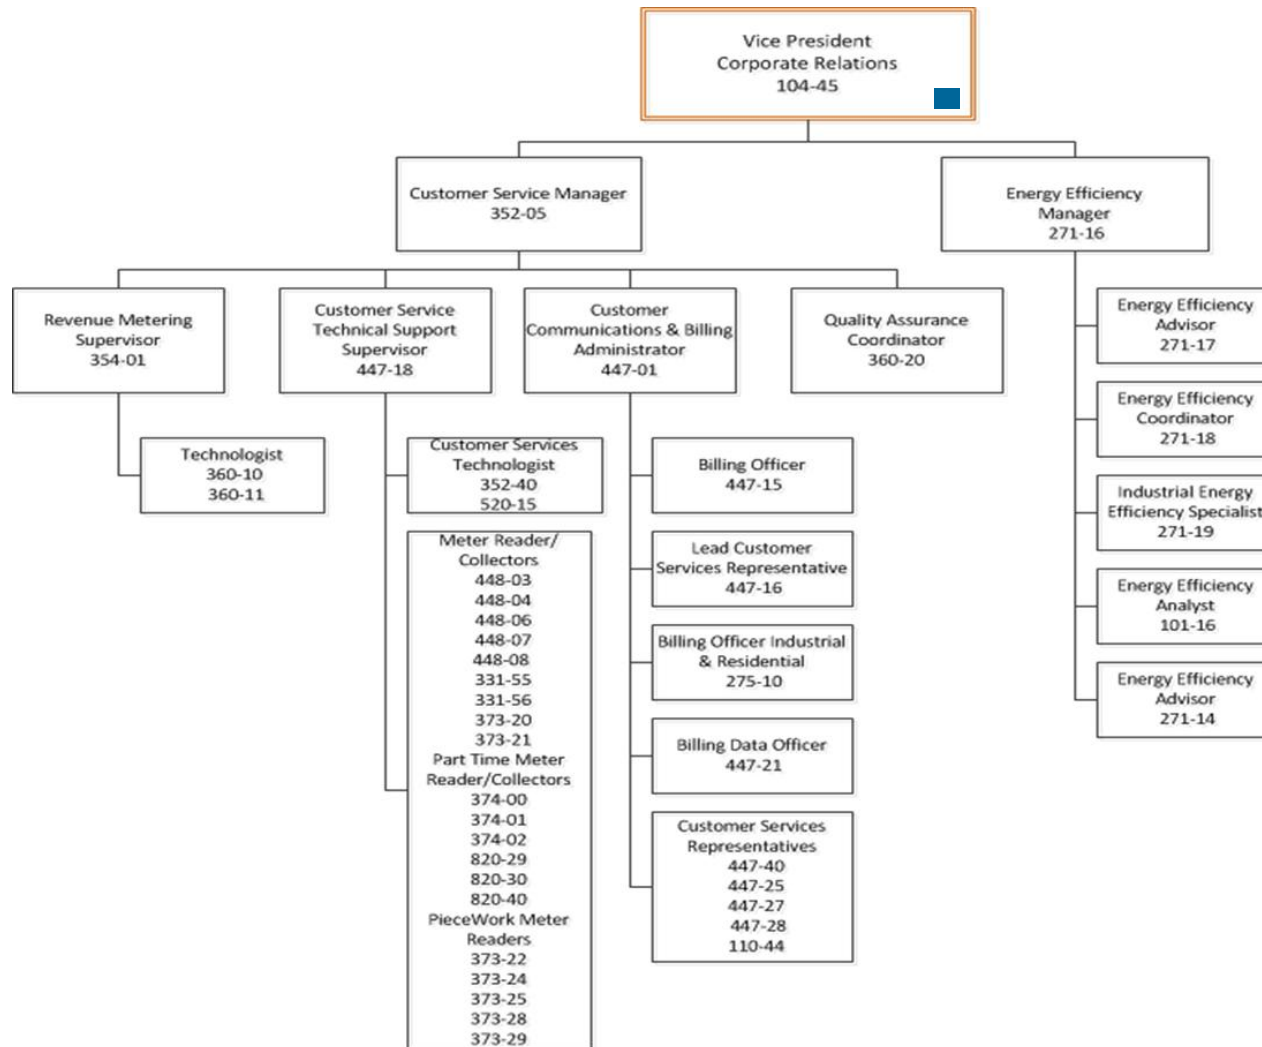 Vice President
Corporate Relations
104-45
Customer Service Manager
352-05
Energy Efficiency
Manager
271-16
Revenue Metering
Supervisor
354-01
Customer Service
Technical Support
Supervisor
447-18
Customer
Communications & Billing
Administrator
447-01
Quality Assurance
Coordinator
360-20
Technologist
360-10
360-11
Customer Services
Technologist
352-40
520-15
Meter Reader/
Collectors
448-03
448-04
448-06
448-07
448-08
331-55
331-56
373-20
373-21
Part Time Meter
Reader/Collectors
374-00
374-01
374-02
820-29
820-30
820-40
PieceWork Meter
Readers
373-22
373-24
373-25
373-28
373-29
Billing Officer
447-15
Lead Customer
Services Representative
447-16
Billing Officer Industrial
& Residential
275-10
Billing Data Officer
447-21
Customer Services
Representatives
447-40
447-25
447-27
447-28
110-44
Energy Efficiency
Advisor
271-17
Energy Efficiency
Coordinator
271-18
Industrial Energy
Efficiency Specialist
271-19
Energy Efficiency
Analyst
101-16
Energy Efficiency
Advisor
271-14